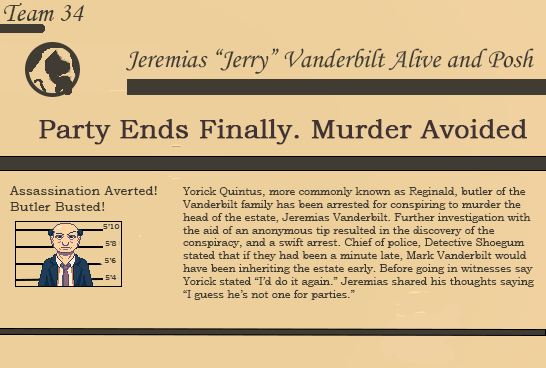 Team 34
Jeremias “Jerry” Vanderbilt Alive and Posh
Party Ends Finally. Murder Avoided
Assassination Averted!
Butler Busted!
5'10
5'8
5'6
5'4
Yorick Quintus, more commonly known as Reginald, butler of the
Vanderbilt family has been arrested for conspiring to murder the
head of the estate, Jeremias Vanderbilt. Further investigation with
the aid of an anonymous tip resulted in the discovery of the
conspiracy, and a swift arrest. Chief of police, Detective Shoegum
stated that if they had been a minute late, Mark Vanderbilt would
have been inheriting the estate early. Before going in witnesses say
Yorick stated “I'd do it again.” Jeremias shared his thoughts saying
“I guess he's not one for parties.”